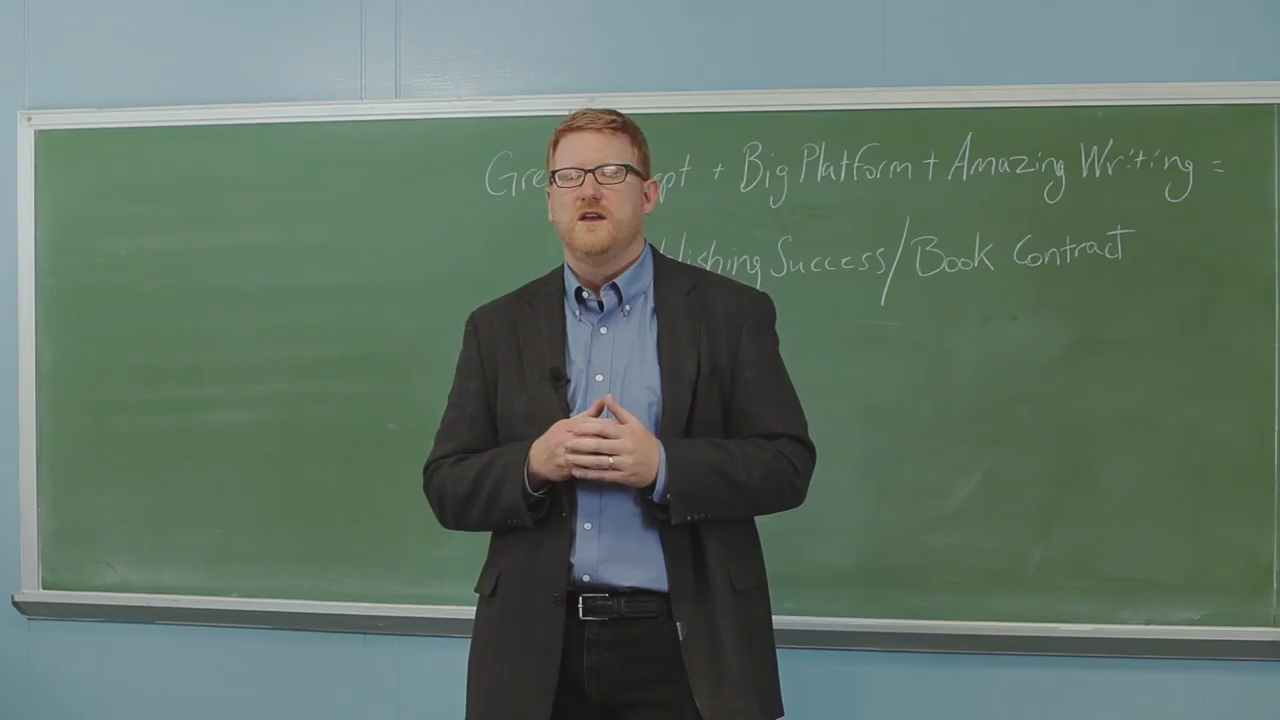 + Big Platform + Amazing Writing =
Success/Book Contract